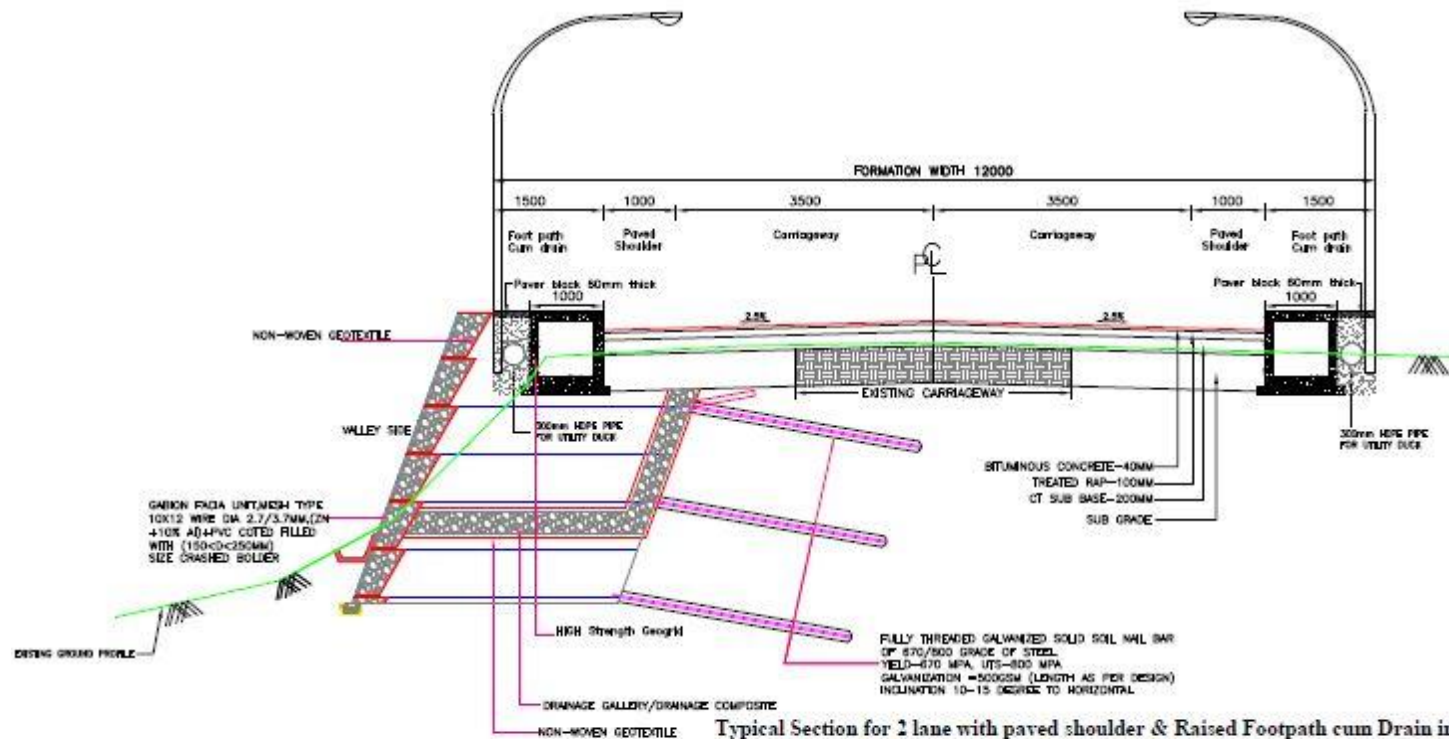 FORMATION WIDTH 12000
1500 1000 3500 3500 1000 1500
Foot path
Cum drain
Paved
Shoulder
Carriageway
Carriageway
Paved
Shoulder
Foot path
Cum drain
C
PL
Paver block 60mm thick
1000
Paver block 60mm thick
1000
2.5%
2.5%
NON-WOVEN GEOTEXTILE
EXISTING CARRIAGEWAY
VALLEY SIDE
300mm HDPE PIPE
FOR UTILITY DUCK
300mm HDPE PIPE
FOR UTILITY DUCK
BITUMINOUS CONCRETE-40MM
TREATED RAP-100MM
CT SUB BASE-200MM
SUB GRADE
GABION FACIA UNIT,MESH TYPE
10X12 WIRE DIA 2.7/3.7MM,(ZN
+10% Al)+PVC COTED FILLED
WITH (150<D<250MM)
SIZE CRASHED BOLDER
HIGH Strength Geogrid
EXISTING GROUND PROFILE
FULLY THREADED GALVANIZED SOLID SOIL NAIL BAR
OF 670/800 GRADE OF STEEL
YIELD-670 MPA, UTS-800 MPA
GALVANIZATION =500GSM (LENGTH AS PER DESIGN)
INCLINATION 10-15 DEGREE TO HORIZONTAL
DRAINAGE GALLERY/DRAINAGE COMPOSITE
NON-WOVEN GEOTEXTILE
Typical Section for 2 lane with paved shoulder & Raised Footpath cum Drain i